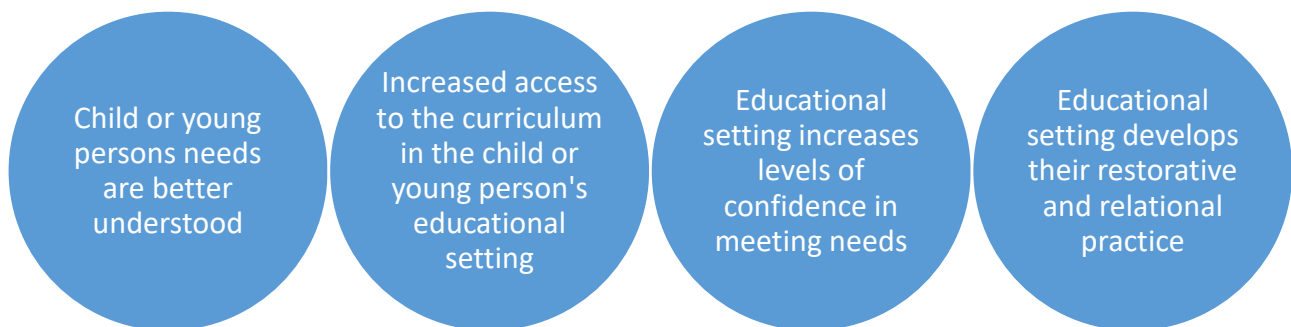 Child or young
persons needs
are better
understood
Increased access
to the curriculum
in the child or
young person's
educational
setting
Educational
setting increases
levels of
confidence in
meeting needs
Educational
setting develops
their restorative
and relational
practice